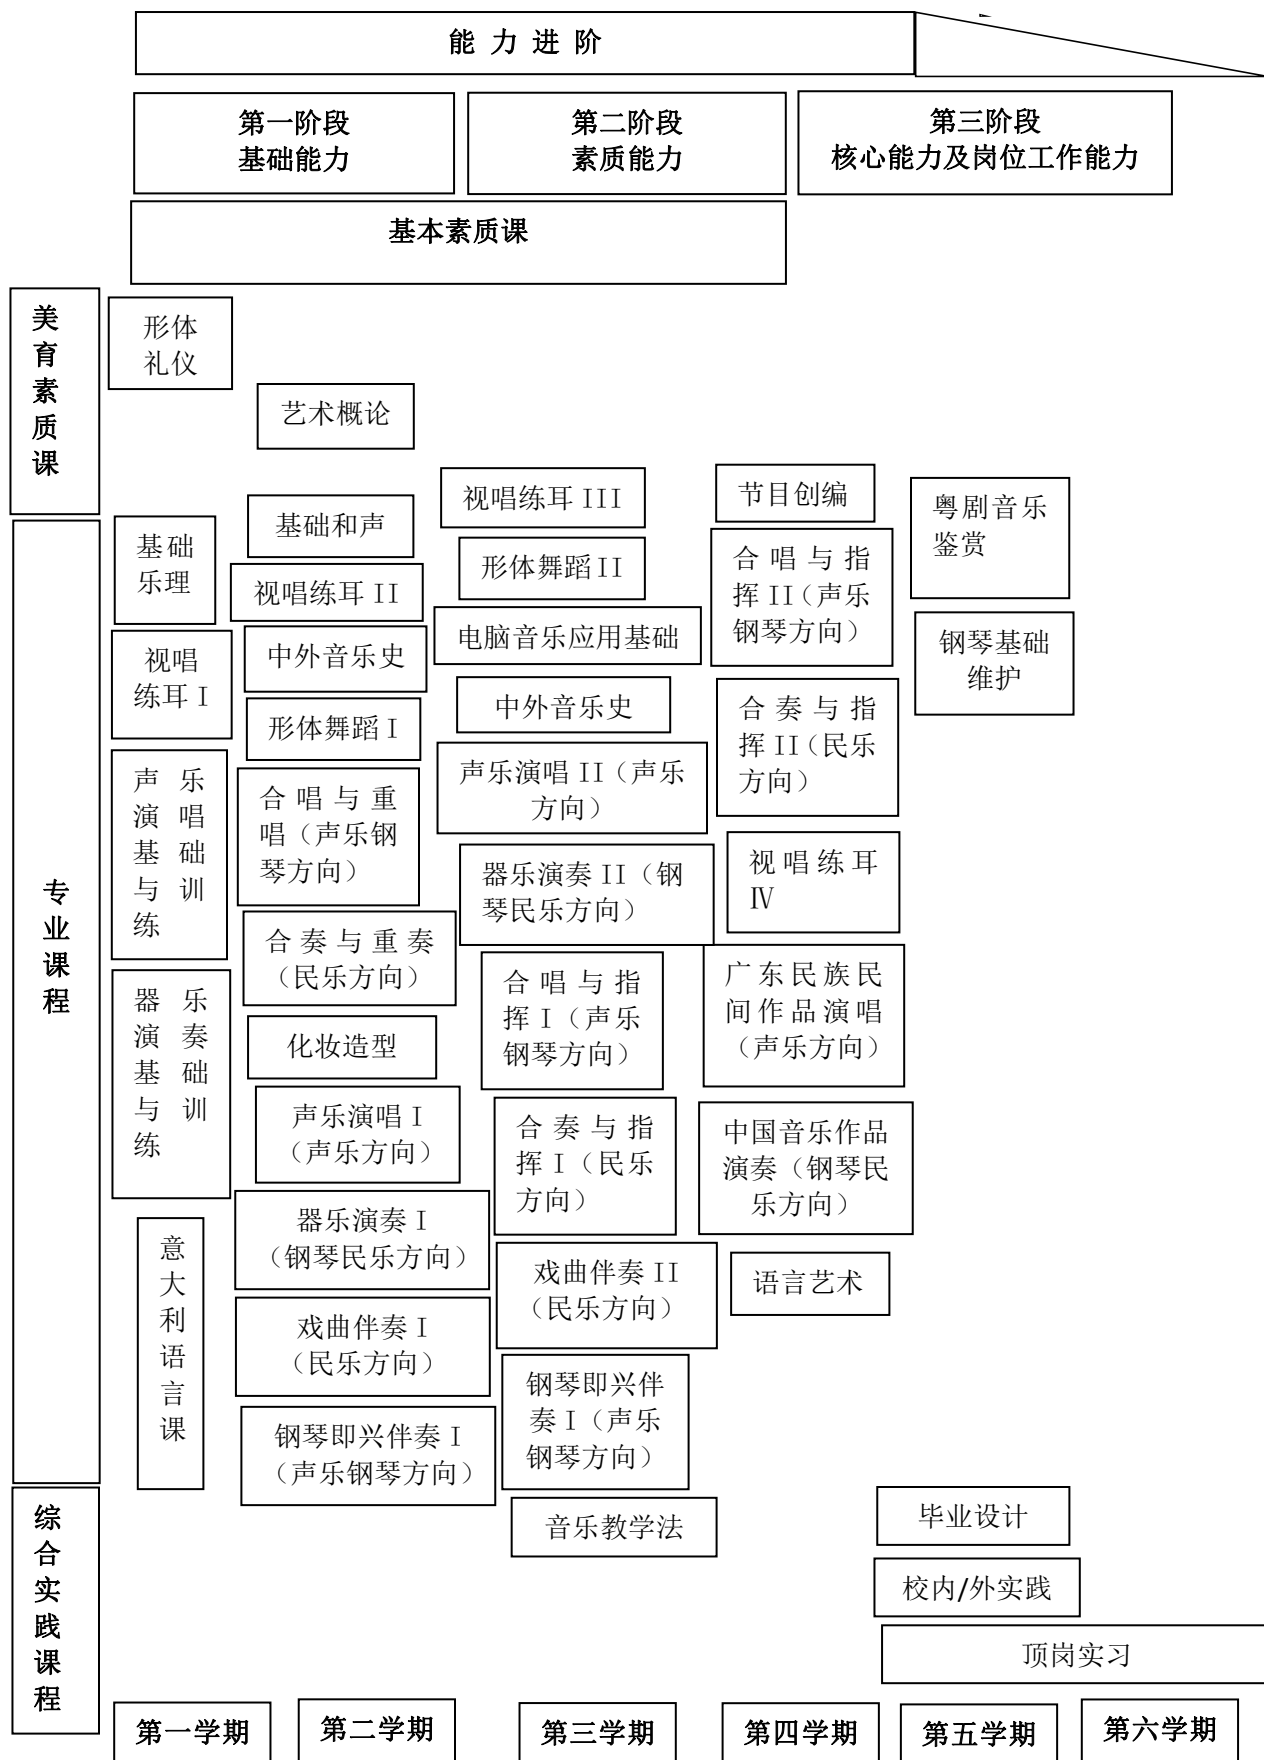 能 力 进 阶
第一阶段
基础能力
第二阶段
素质能力
第三阶段
核心能力及岗位工作能力
基本素质课
美
育
素
质
课
形体
礼仪
艺术概论
专
业
课
程
基础
乐理
视唱
练耳 I
声乐
演唱
基础
与训
练
器乐
演奏
基础
与训
练
意
大
利
语
言
课
基础和声
视唱练耳 II
中外音乐史
形体舞蹈 I
合唱与重
唱（声乐钢
琴方向）
合奏与重奏
（民乐方向）
化妆造型
声乐演唱 I
（声乐方向）
器乐演奏 I
（钢琴民乐方向）
戏曲伴奏 I
（民乐方向）
钢琴即兴伴奏 I
（声乐钢琴方向）
视唱练耳 III
形体舞蹈 II
电脑音乐应用基础
中外音乐史
声乐演唱 II（声乐
方向）
器乐演奏 II（钢
琴民乐方向）
合唱与指
挥 I（声乐
钢琴方向）
合奏与指
挥 I（民乐
方向）
戏曲伴奏 II
（民乐方向）
钢琴即兴伴
奏 I（声乐
钢琴方向）
音乐教学法
节目创编
合唱与指
挥 II（声乐
钢琴方向）
合奏与指
挥 II（民乐
方向）
视唱练耳
Ⅳ
广东民族民
间作品演唱
（声乐方向）
中国音乐作品
演奏（钢琴民
乐方向）
语言艺术
粤剧音乐
鉴赏
钢琴基础
维护
综
合
实
践
课
程
毕业设计
校内/外实践
顶岗实习
第一学期
第二学期
第三学期
第四学期
第五学期
第六学期